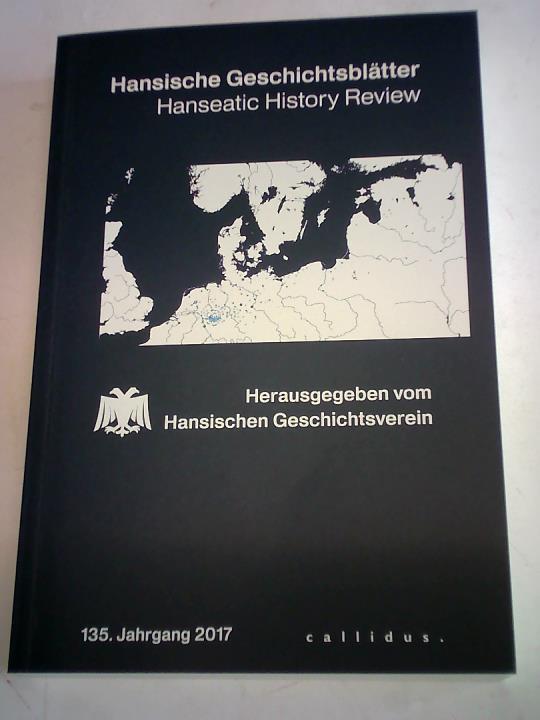 Hansische Geschichtsblätter
Hanseatic History Review
Herausgegeben vom
Hansischen Geschichtsverein
135. Jahrgang 2017
callidus.